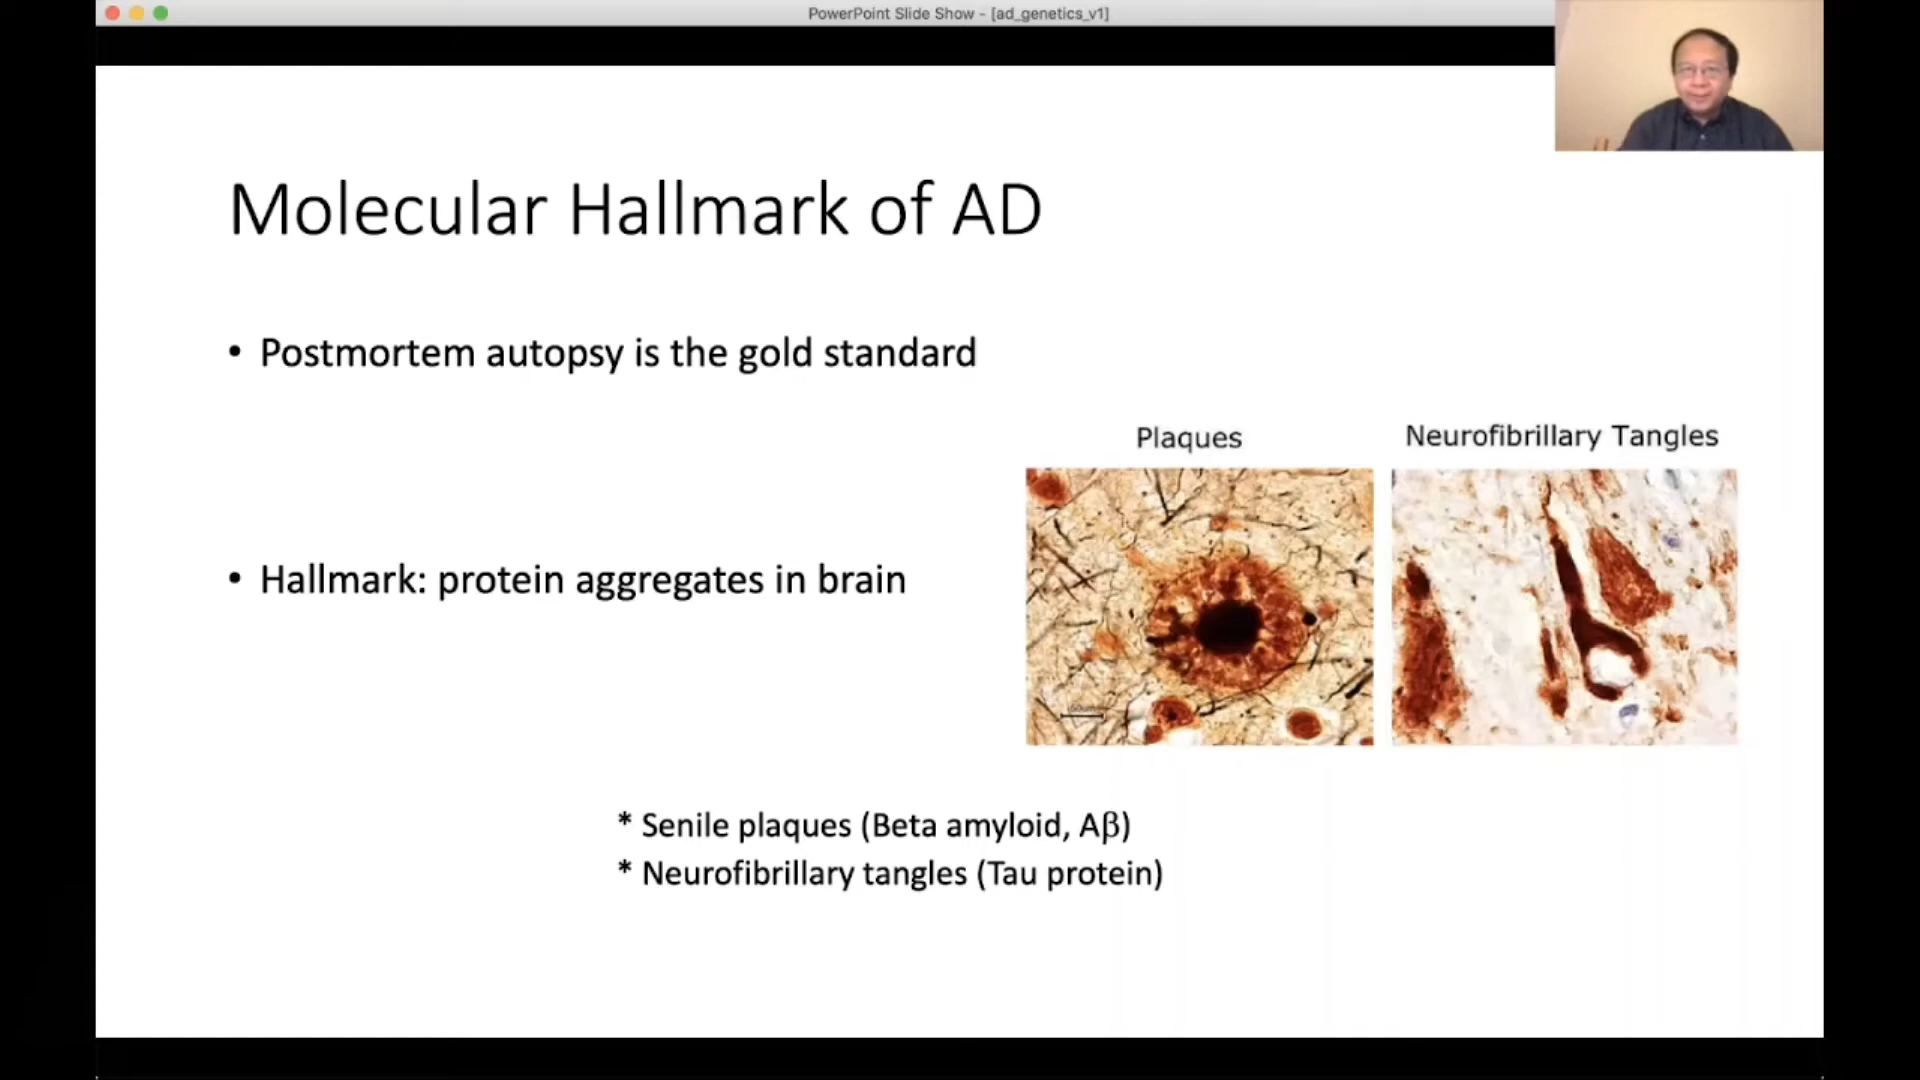 PowerPoint Slide Show - [ad_genetics_v1]
Molecular Hallmark of AD
• Postmortem autopsy is the gold standard
Plaques
Neurofibrillary Tangles
• Hallmark: protein aggregates in brain
* Senile plaques (Beta amyloid, Aβ)
* Neurofibrillary tangles (Tau protein)